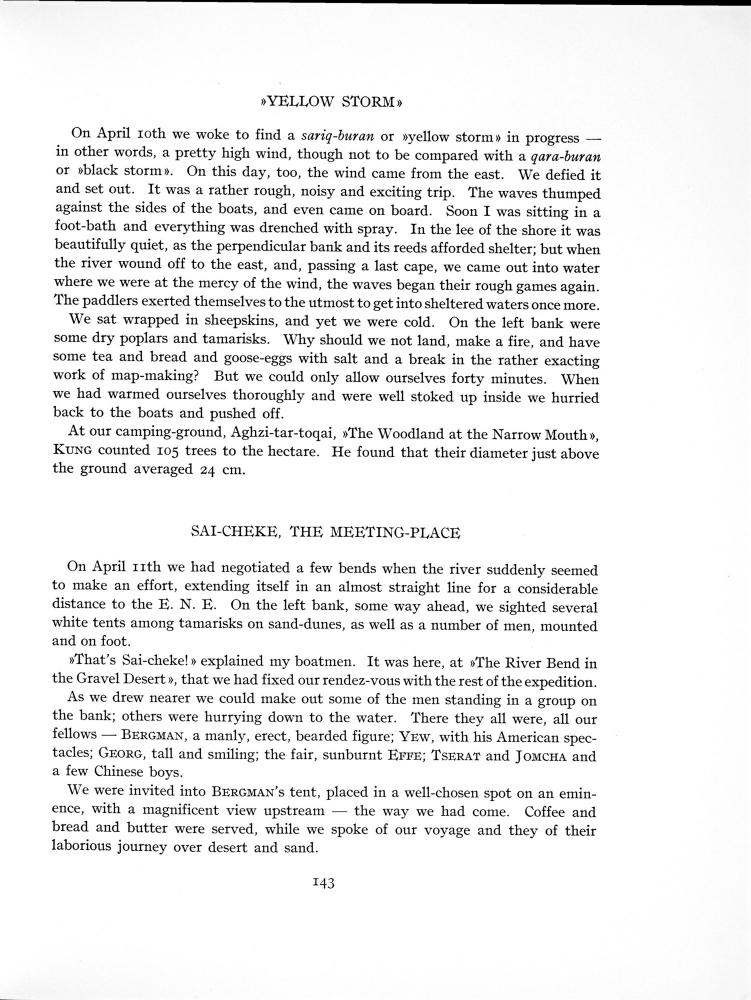 »YELLOW STORM»
On April 10th we woke to find a sariq-buran or »yellow storm» in progress —
in other words, a pretty high wind, though not to be compared with a qara-buran
or »black storm». On this day, too, the wind came from the east. We defied it
and set out. It was a rather rough, noisy and exciting trip. The waves thumped
against the sides of the boats, and even came on board. Soon I was sitting in a
foot-bath and everything was drenched with spray. In the lee of the shore it was
beautifully quiet, as the perpendicular bank and its reeds afforded shelter; but when
the river wound off to the east, and, passing a last cape, we came out into water
where we were at the mercy of the wind, the waves began their rough games again.
The paddlers exerted themselves to the utmost to get into sheltered waters once more.
We sat wrapped in sheepskins, and yet we were cold. On the left bank were
some dry poplars and tamarisks. Why should we not land, make a fire, and have
some tea and bread and goose-eggs with salt and a break in the rather exacting
work of map-making? But we could only allow ourselves forty minutes. When
we had warmed ourselves thoroughly and were well stoked up inside we hurried
back to the boats and pushed off.
At our camping-ground, Aghzi-tar-toqai, »The Woodland at the Narrow Mouth»,
KUNG counted 105 trees to the hectare. He found that their diameter just above
the ground averaged 24 cm.
SAI-CHEKE, THE MEETING-PLACE
On April 11th we had negotiated a few bends when the river suddenly seemed
to make an effort, extending itself in an almost straight line for a considerable
distance to the E. N. E. On the left bank, some way ahead, we sighted several
white tents among tamarisks on sand-dunes, as well as a number of men, mounted
and on foot.
»That's Sai-cheke!» explained my boatmen. It was here, at »The River Bend in
the Gravel Desert», that we had fixed our rendez-vous with the rest of the expedition.
As we drew nearer we could make out some of the men standing in a group on
the bank; others were hurrying down to the water. There they all were, all our
fellows — BERGMAN, a manly, erect, bearded figure; YEW, with his American spec-
tacles; GEORG, tall and smiling; the fair, sunburnt EFFE; TSERAT and JOMCHA and
a few Chinese boys.
We were invited into BERGMAN's tent, placed in a well-chosen spot on an emin-
ence, with a magnificent view upstream — the way we had come. Coffee and
bread and butter were served, while we spoke of our voyage and they of their
laborious journey over desert and sand.
143